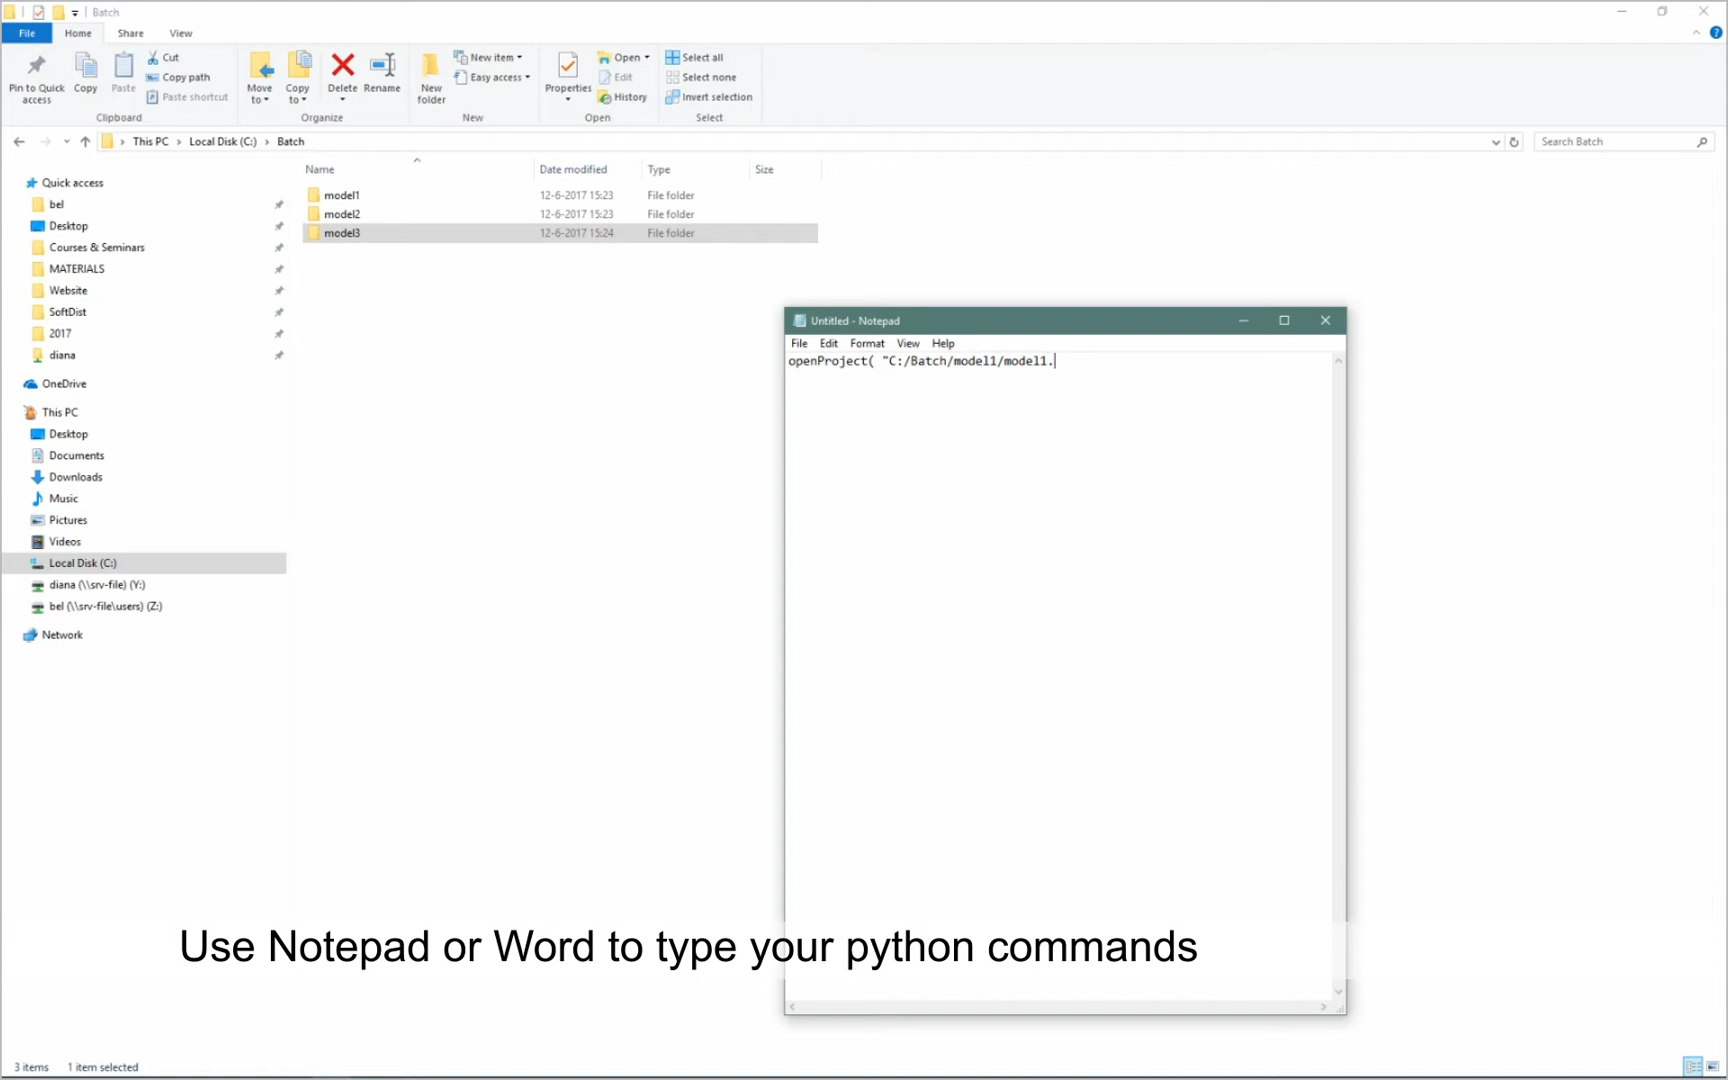 Batch
File Home Share View
Pin to Quick access
Copy
Paste
Cut
Copy path
Paste shortcut
Clipboard
Move to
Copy to
Delete
Rename
Organize
New folder
New item
Easy access
New
Properties
Open
Edit
History
Open
Select all
Select none
Invert selection
Select
This PC > Local Disk (C:) > Batch
Search Batch
Quick access
bel
Desktop
Courses & Seminars
MATERIALS
Website
SoftDist
2017
diana
OneDrive
This PC
Desktop
Documents
Downloads
Music
Pictures
Videos
Local Disk (C:)
diana (\\srv-file) (Y:)
bel (\\srv-file\users) (Z:)
Network
Name Date modified Type Size
model1 12-6-2017 15:23 File folder
model2 12-6-2017 15:23 File folder
model3 12-6-2017 15:24 File folder
Untitled - Notepad
File Edit Format View Help
openProject( "C:/Batch/model1/model1.
Use Notepad or Word to type your python commands
3 items 1 item selected